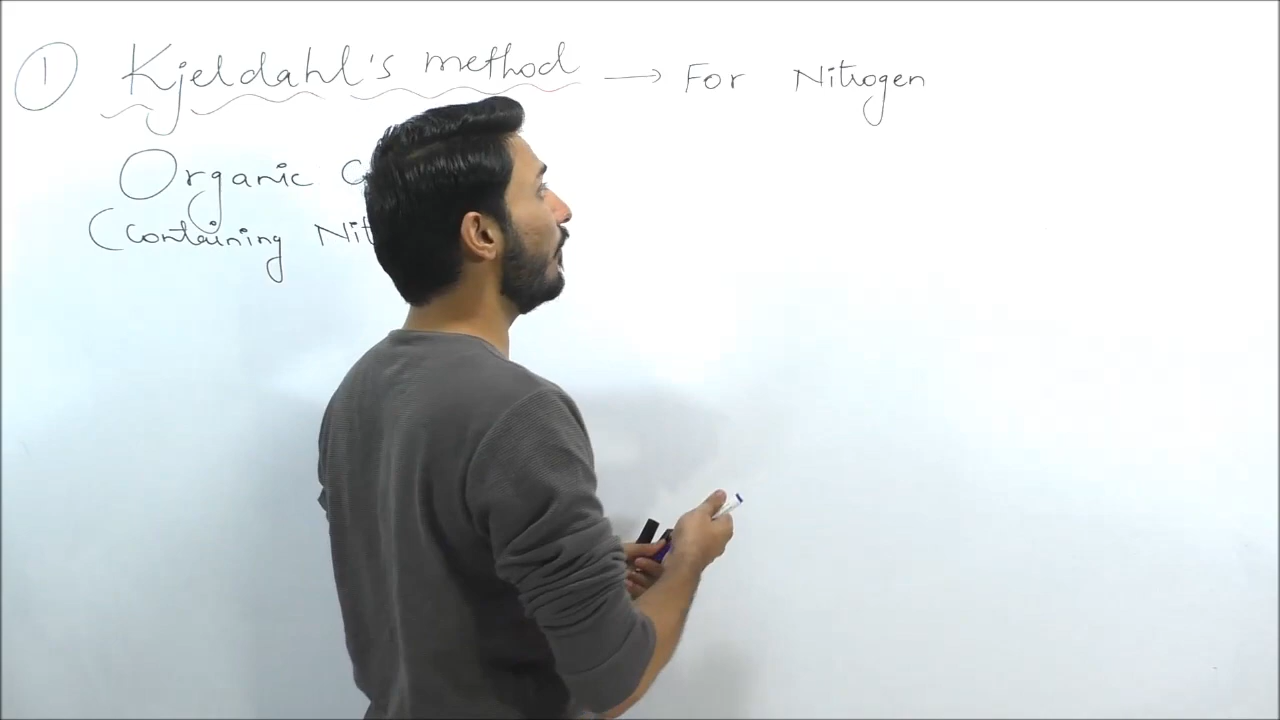 1 Kjeldahl's method → For Nitrogen
Organic
(Containing